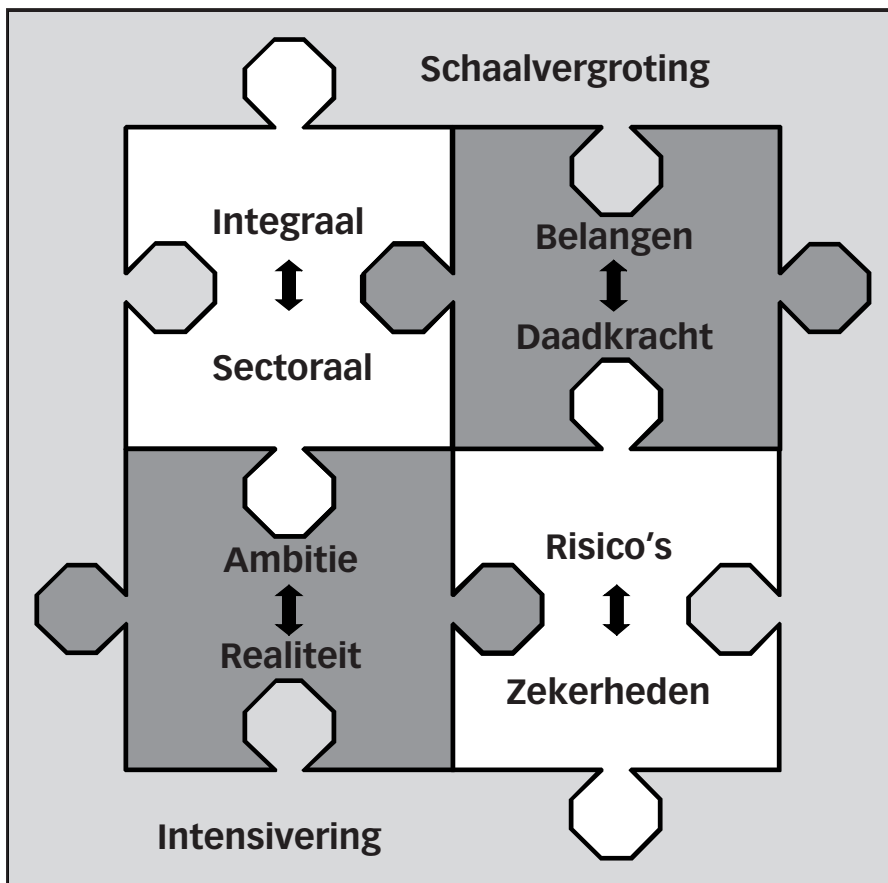 Schaalvergroting
Integraal
Sectoraal
Belangen
Daadkracht
Ambitie
Realiteit
Risico's
Zekerheden
Intensivering